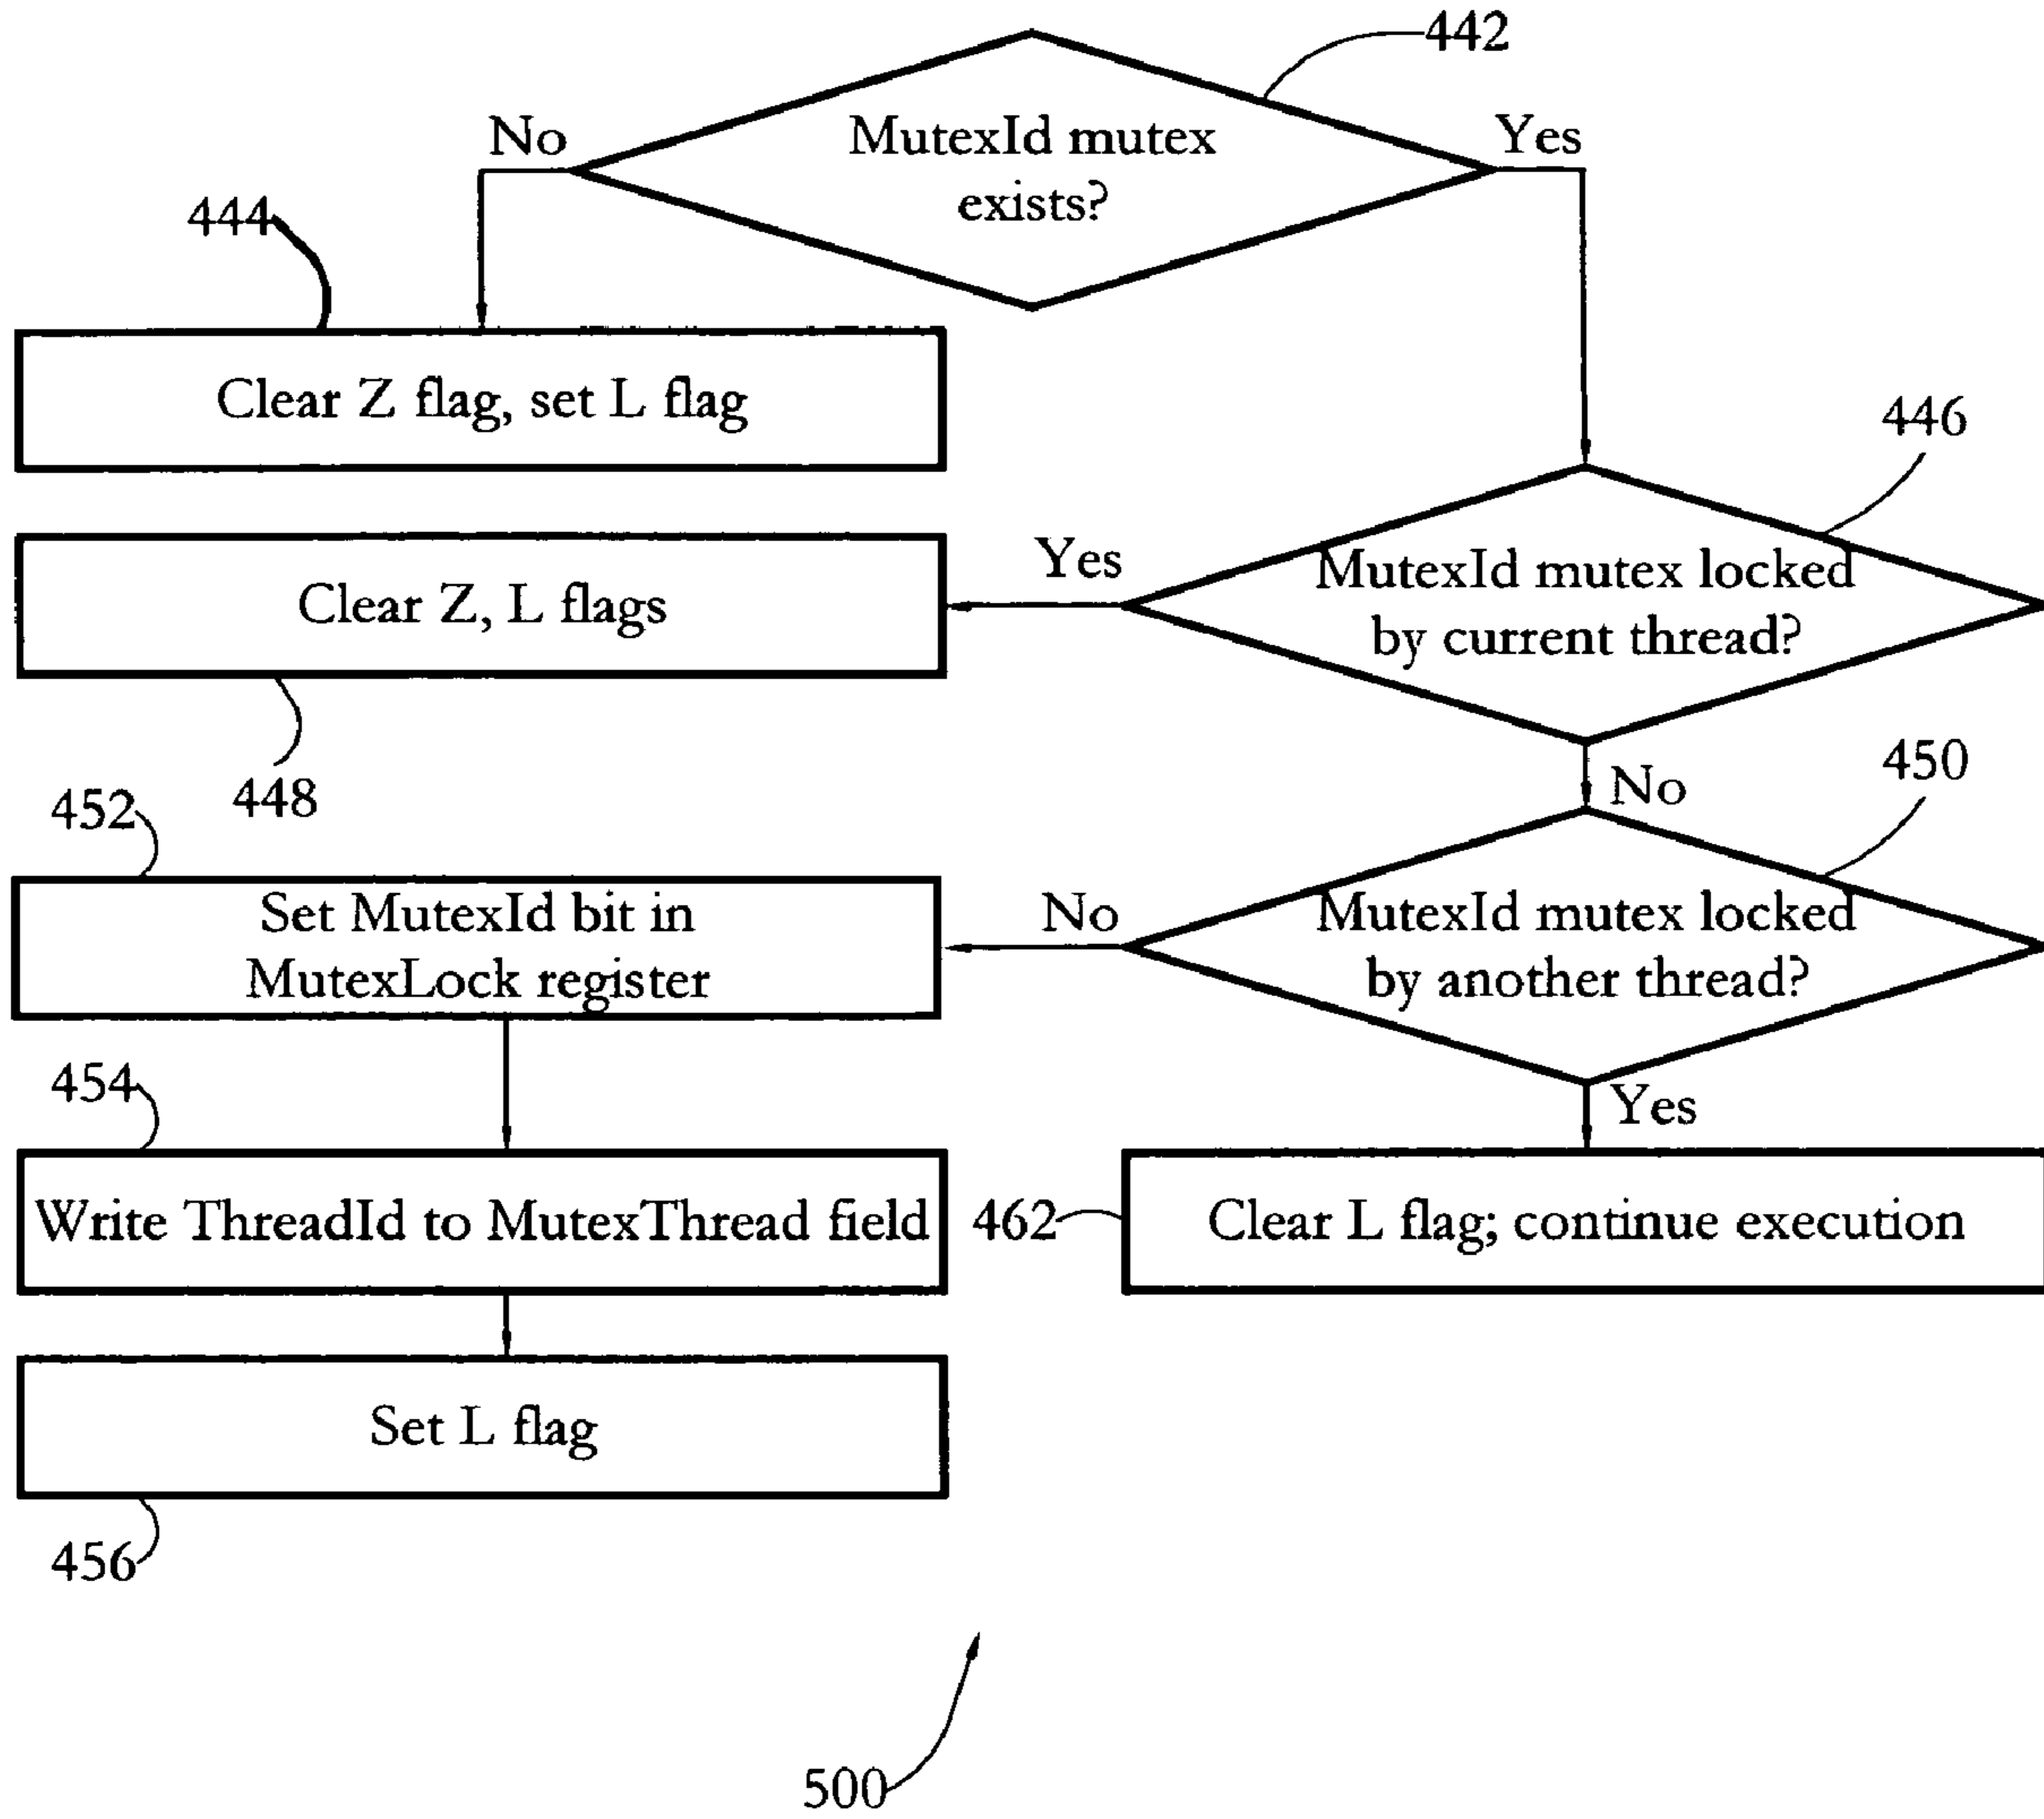 442
No
MutexId mutex
exists?
Yes
444
Clear Z flag, set L flag
446
Yes
MutexId mutex locked
by current thread?
Clear Z, L flags
448
No
450
452
Set MutexId bit in
MutexLock register
No
MutexId mutex locked
by another thread?
454
Yes
Write ThreadId to MutexThread field
462
Clear L flag; continue execution
Set L flag
456
500